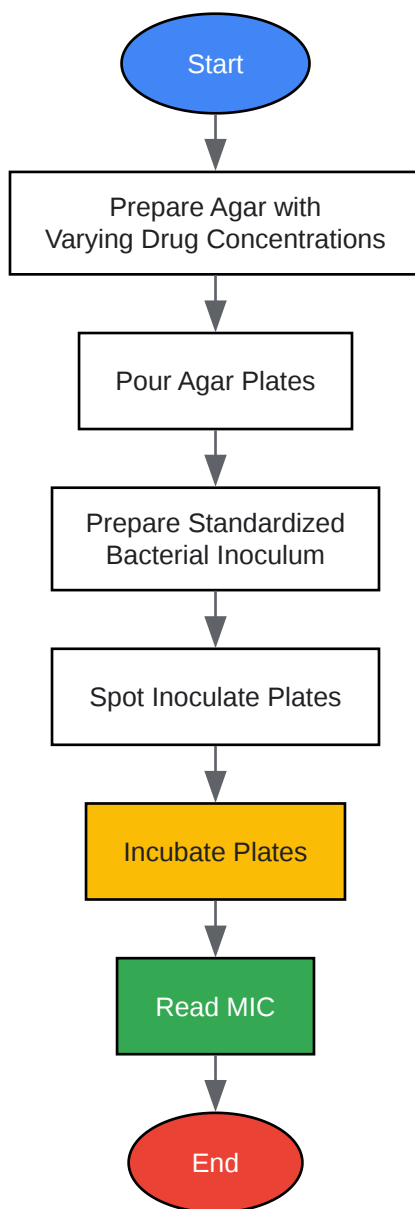 Start
Prepare Agar with
Varying Drug Concentrations
Pour Agar Plates
Prepare Standardized
Bacterial Inoculum
Spot Inoculate Plates
Incubate Plates
Read MIC
End